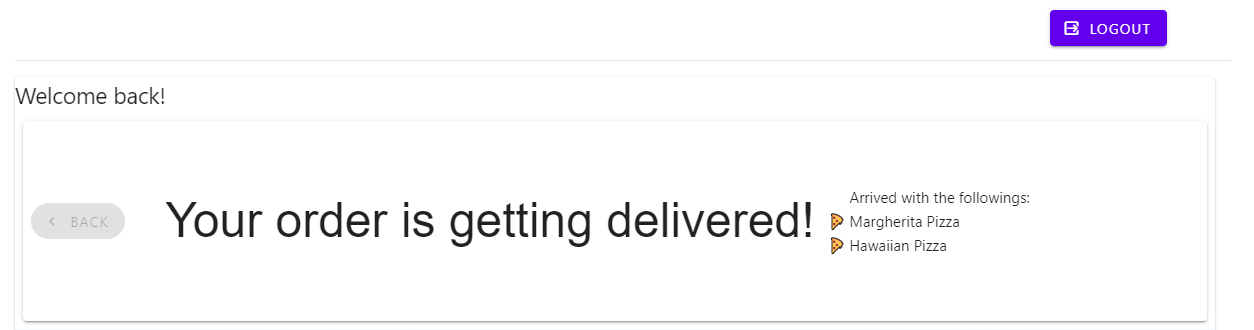 LOGOUT
Welcome back!
BACK
Your order is getting delivered!
Arrived with the followings:
Margherita Pizza
Hawaiian Pizza